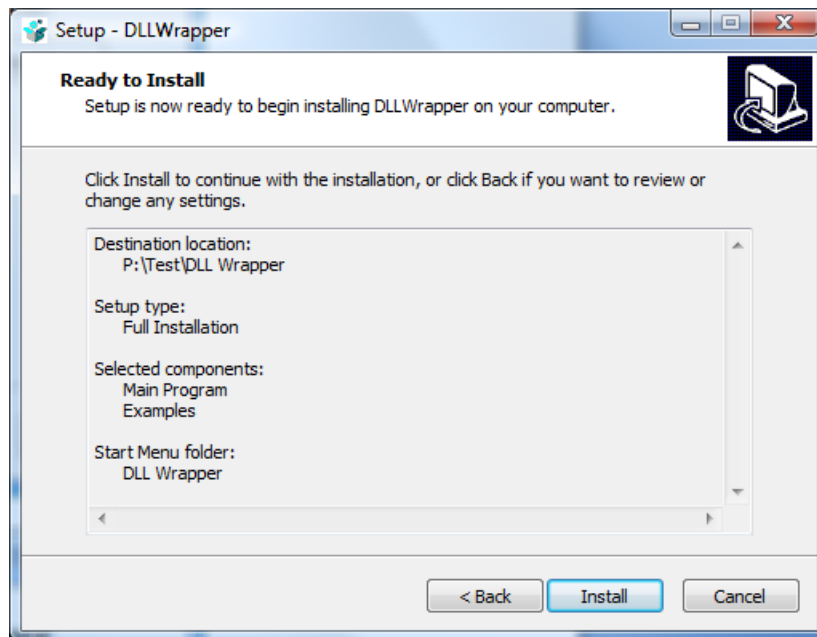 Setup - DLLWrapper
Ready to Install
Setup is now ready to begin installing DLLWrapper on your computer.
Click Install to continue with the installation, or click Back if you want to review or
change any settings.
Destination location:
P:\Test\DLL Wrapper
Setup type:
Full Installation
Selected components:
Main Program
Examples
Start Menu folder:
DLL Wrapper
< Back Install Cancel